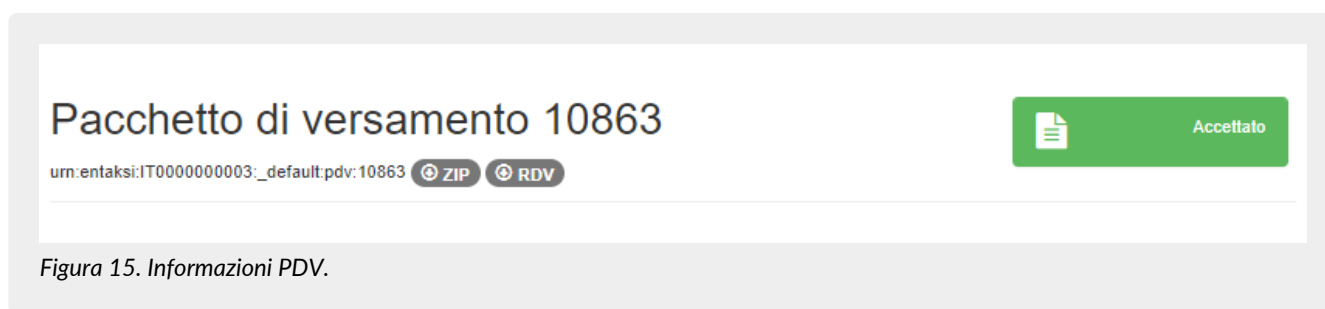 Pacchetto di versamento 10863
Accettato
urn:entaksi:IT0000000003:_default:pdv:10863 ZIP RDV
Figura 15. Informazioni PDV.